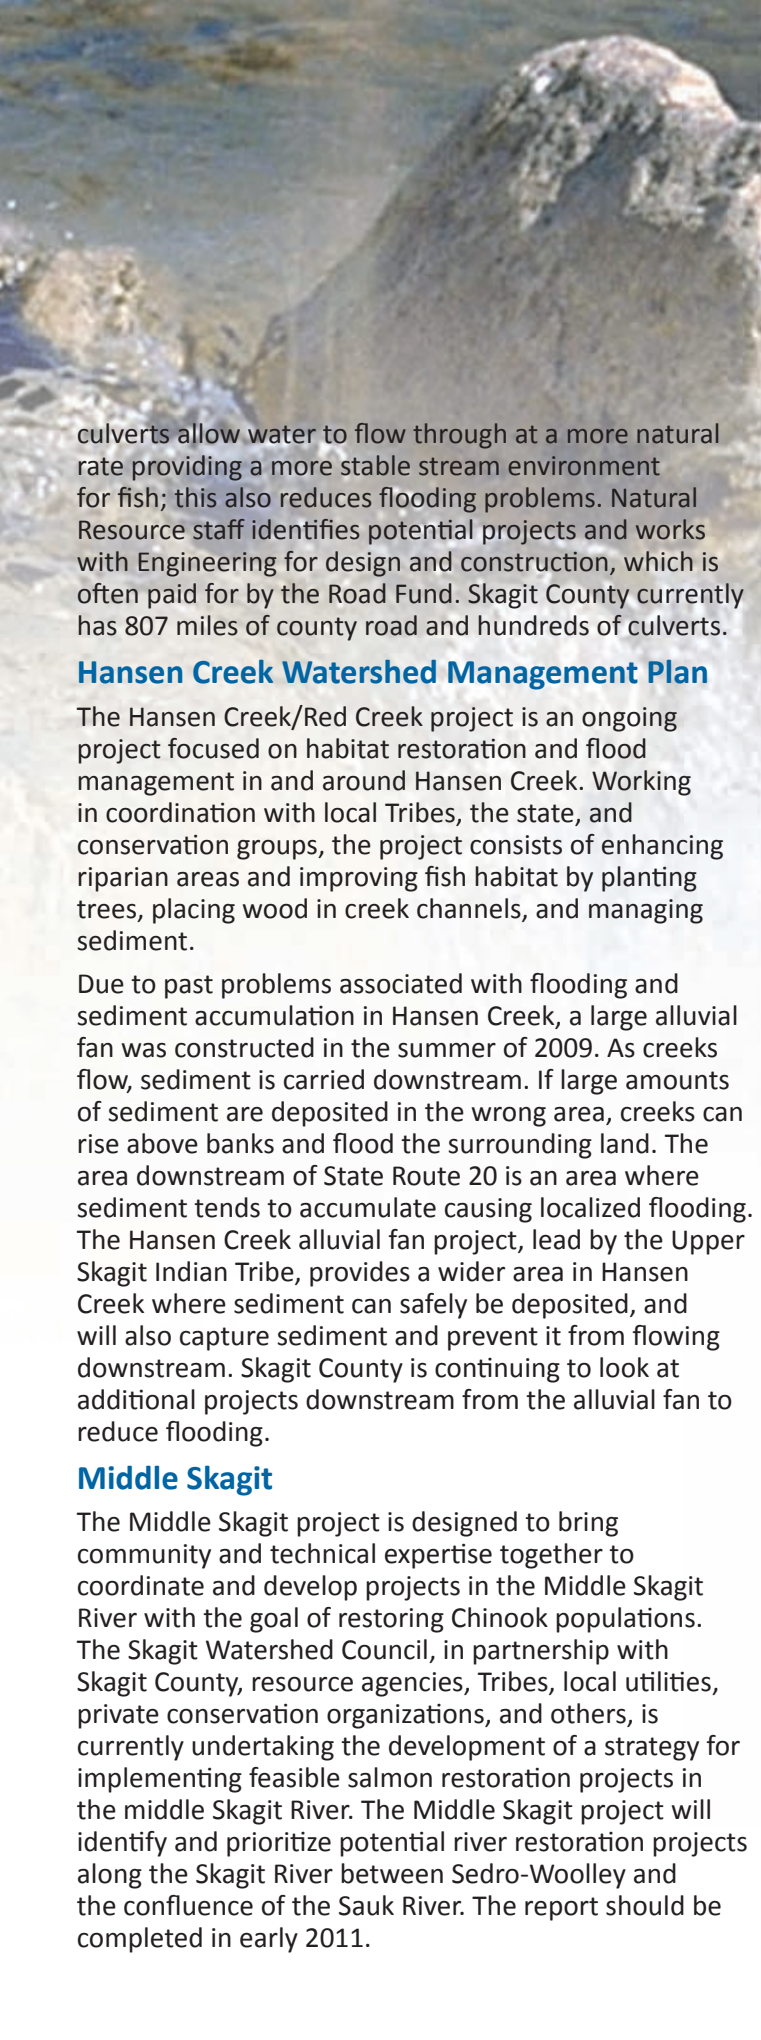 culverts allow water to flow through at a more natural
rate providing a more stable stream environment
for fish; this also reduces flooding problems. Natural
Resource staff identifies potential projects and works
with Engineering for design and construction, which is
often paid for by the Road Fund. Skagit County currently
has 807 miles of county road and hundreds of culverts.
Hansen Creek Watershed Management Plan
The Hansen Creek/Red Creek project is an ongoing
project focused on habitat restoration and flood
management in and around Hansen Creek. Working
in coordination with local Tribes, the state, and
conservation groups, the project consists of enhancing
riparian areas and improving fish habitat by planting
trees, placing wood in creek channels, and managing
sediment.
Due to past problems associated with flooding and
sediment accumulation in Hansen Creek, a large alluvial
fan was constructed in the summer of 2009. As creeks
flow, sediment is carried downstream. If large amounts
of sediment are deposited in the wrong area, creeks can
rise above banks and flood the surrounding land. The
area downstream of State Route 20 is an area where
sediment tends to accumulate causing localized flooding.
The Hansen Creek alluvial fan project, lead by the Upper
Skagit Indian Tribe, provides a wider area in Hansen
Creek where sediment can safely be deposited, and
will also capture sediment and prevent it from flowing
downstream. Skagit County is continuing to look at
additional projects downstream from the alluvial fan to
reduce flooding.
Middle Skagit
The Middle Skagit project is designed to bring
community and technical expertise together to
coordinate and develop projects in the Middle Skagit
River with the goal of restoring Chinook populations.
The Skagit Watershed Council, in partnership with
Skagit County, resource agencies, Tribes, local utilities,
private conservation organizations, and others, is
currently undertaking the development of a strategy for
implementing feasible salmon restoration projects in
the middle Skagit River. The Middle Skagit project will
identify and prioritize potential river restoration projects
along the Skagit River between Sedro-Woolley and
the confluence of the Sauk River. The report should be
completed in early 2011.